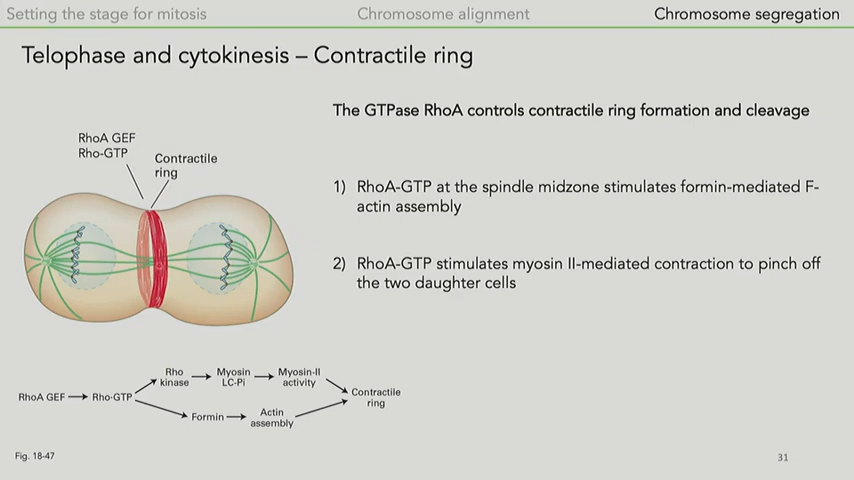 Setting the stage for mitosis
Chromosome alignment
Chromosome segregation
Telophase and cytokinesis – Contractile ring
The GTPase RhoA controls contractile ring formation and cleavage
RhoA GEF
Rho-GTP
Contractile
ring
1) RhoA-GTP at the spindle midzone stimulates formin-mediated F-
actin assembly
2) RhoA-GTP stimulates myosin II-mediated contraction to pinch off
the two daughter cells
RhoA GEF
Rho·GTP
Rho
kinase
Myosin
LC-Pi
Myosin-II
activity
Formin
Actin
assembly
Contractile
ring
Fig. 18-47
31